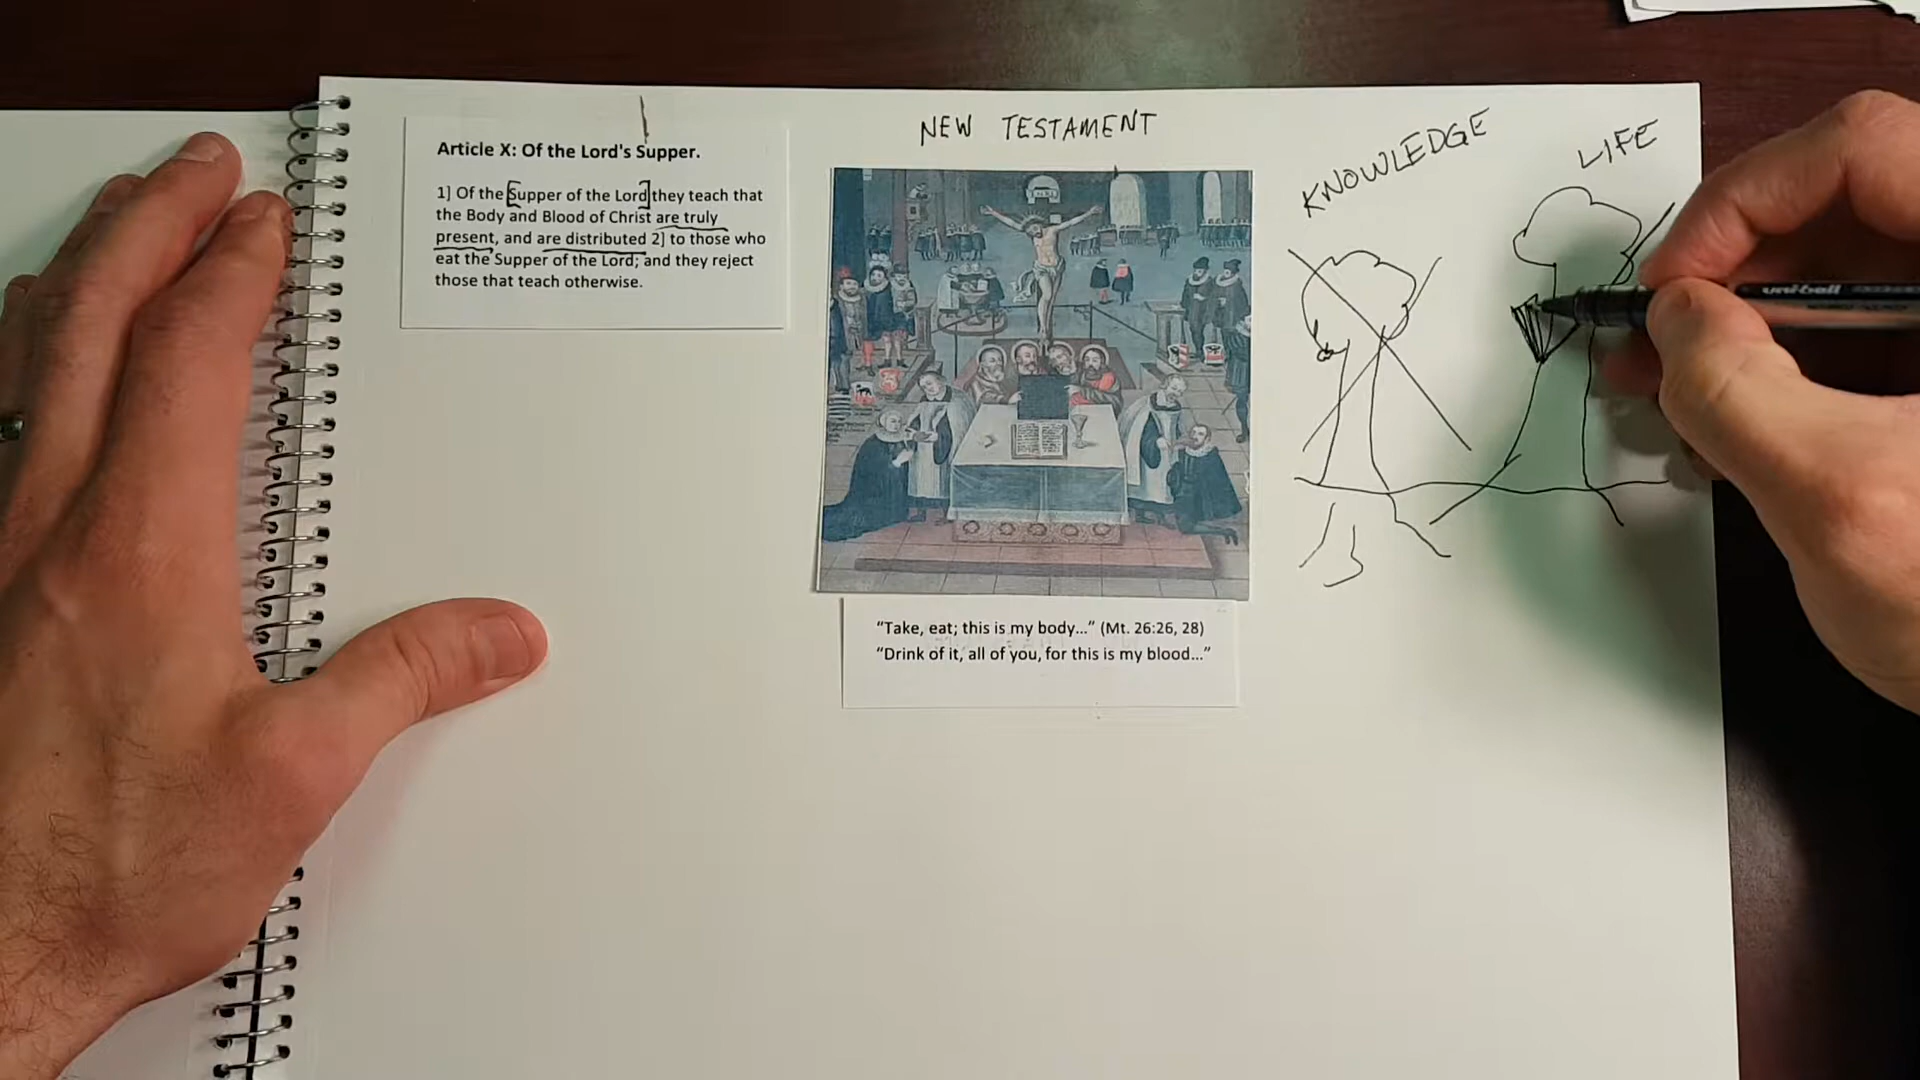 Article X: Of the Lord's Supper.
1] Of the [Supper of the Lord] they teach that
the Body and Blood of Christ are truly
present, and are distributed 2] to those who
eat the Supper of the Lord; and they reject
those that teach otherwise.
NEW TESTAMENT
INRI
"Take, eat; this is my body..." (Mt. 26:26, 28)
"Drink of it, all of you, for this is my blood..."
KNOWLEDGE
LIFE
uni-ball